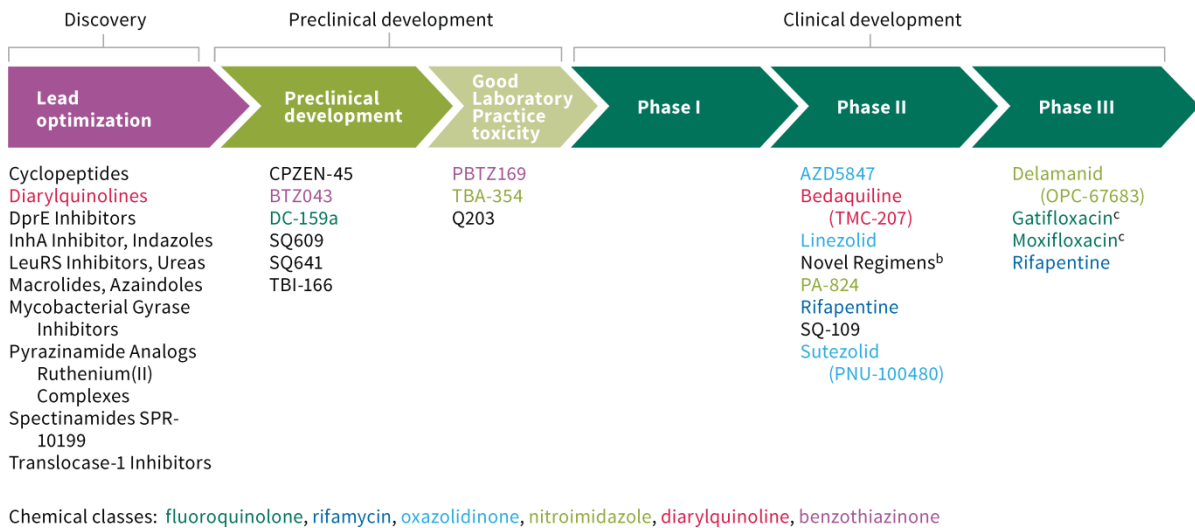 Discovery
Preclinical development
Clinical development
Lead
optimization
Preclinical
development
Good
Laboratory
Practice
toxicity
Phase I
Phase II
Phase III
Cyclopeptides
Diarylquinolines
DprE Inhibitors
InhA Inhibitor, Indazoles
LeuRS Inhibitors, Ureas
Macrolides, Azaindoles
Mycobacterial Gyrase
Inhibitors
Pyrazinamide Analogs
Ruthenium(II)
Complexes
Spectinamides SPR-
10199
Translocase-1 Inhibitors
CPZEN-45
BTZ043
DC-159a
SQ609
SQ641
TBI-166
PBTZ169
TBA-354
Q203
AZD5847
Bedaquiline
(TMC-207)
Linezolid
Novel Regimensᵇ
PA-824
Rifapentine
SQ-109
Sutezolid
(PNU-100480)
Delamanid
(OPC-67683)
Gatifloxacinᶜ
Moxifloxacinᶜ
Rifapentine
Chemical classes: fluoroquinolone, rifamycin, oxazolidinone, nitroimidazole, diarylquinoline, benzothiazinone